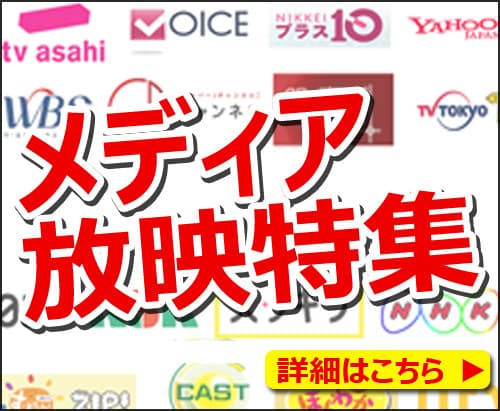 tv asahi
VOICE
NIKKEI
プラス10
YAHOO!
JAPAN
WBS
TV TOKYO
メディア
放映特集
NHK
詳細はこちら ▶
ZIP!
CAST